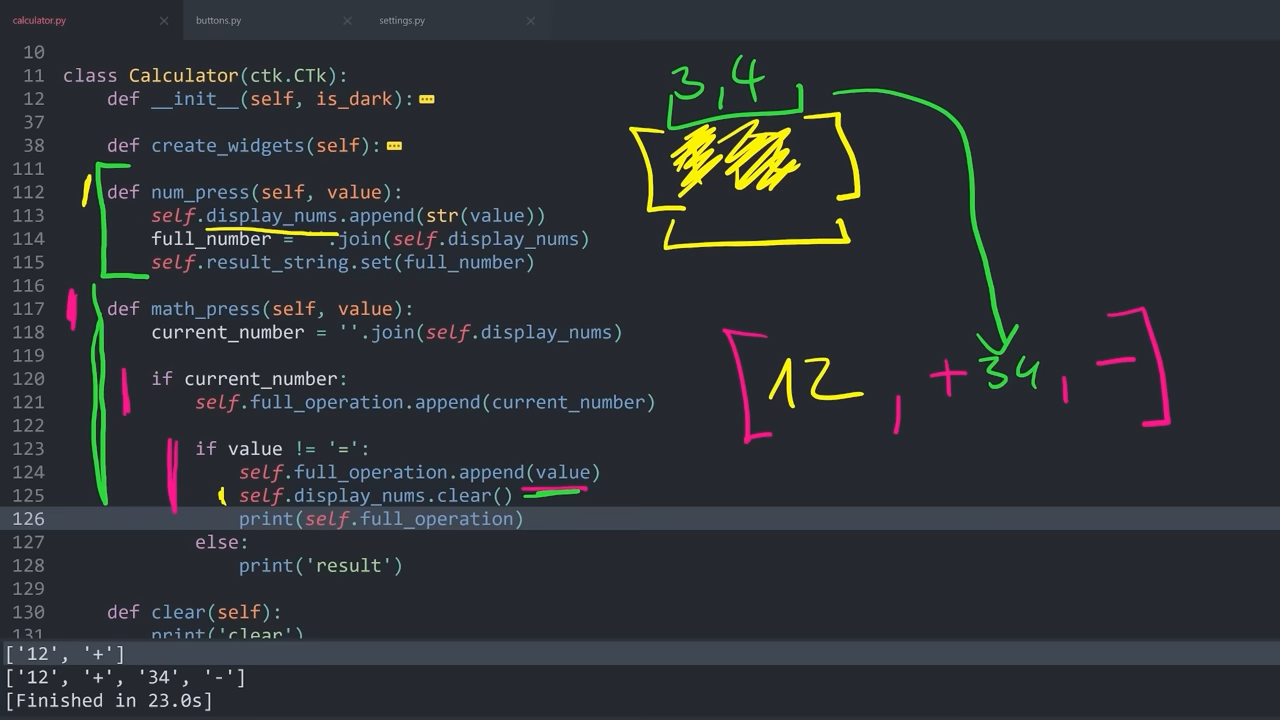 calculator.py buttons.py settings.py
10
11 class Calculator(ctk.CTk):
12 def __init__(self, is_dark):
37
38 def create_widgets(self):
111
112 def num_press(self, value):
113 self.display_nums.append(str(value))
114 full_number = ''.join(self.display_nums)
115 self.result_string.set(full_number)
116
117 def math_press(self, value):
118 current_number = ''.join(self.display_nums)
119
120 if current_number:
121 self.full_operation.append(current_number)
122
123 if value != '=':
124 self.full_operation.append(value)
125 self.display_nums.clear()
126 print(self.full_operation)
127 else:
128 print('result')
129
130 def clear(self):
131 print('clear')
3,4
[12, + 34, -]
['12', '+']
['12', '+', '34', '-']
[Finished in 23.0s]